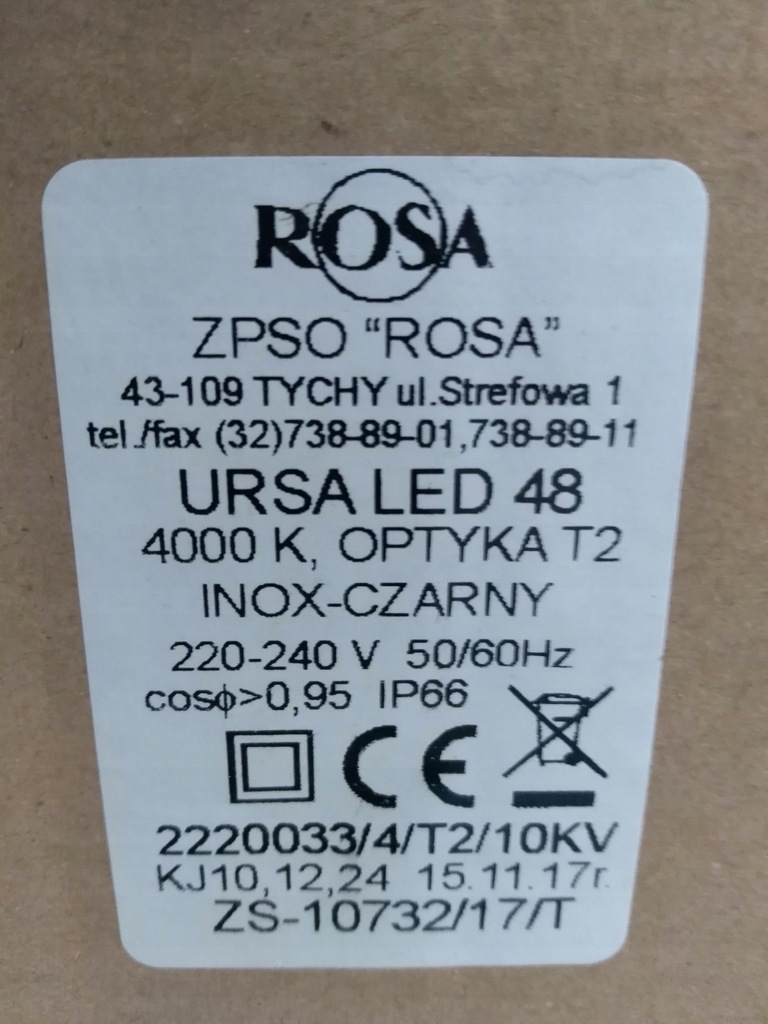 ROSA
ZPSO “ROSA”
43-109 TYCHY ul.Strefowa 1
tel./fax (32)738-89-01,738-89-11
URSA LED 48
4000 K, OPTYKA T2
INOX-CZARNY
220-240 V 50/60Hz
cosϕ>0,95 IP66
CE
2220033/4/T2/10KV
KJ10,12,24 15.11.17r.
ZS-10732/17/T